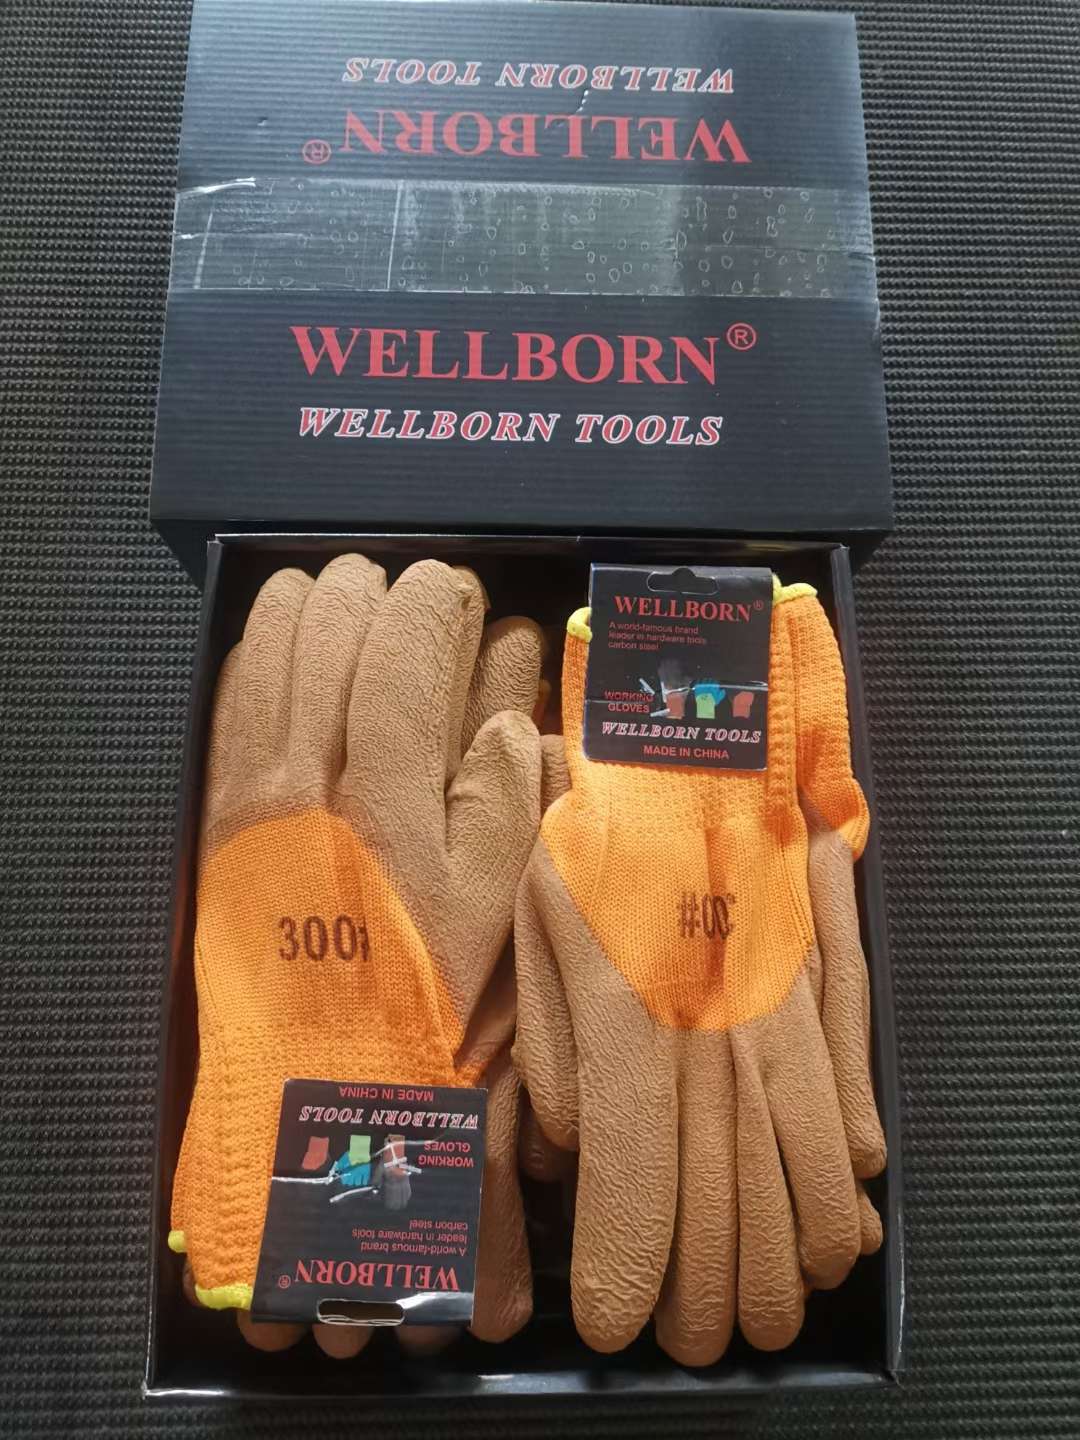 WELLBORN TOOLS
WELLBORN®
WELLBORN®
WELLBORN TOOLS
WELLBORN®
A world-famous brand
leader in hardware tools
carbon steel
WORKING
GLOVES
WELLBORN TOOLS
MADE IN CHINA
300#
WELLBORN®
A world-famous brand
leader in hardware tools
carbon steel
WORKING
GLOVES
WELLBORN TOOLS
MADE IN CHINA